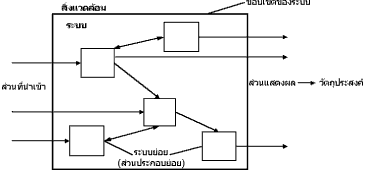 สิ่งแวดล้อม
ขอบเขตของระบบ
ระบบ
ส่วนที่นำเข้า
ส่วนแสดงผล
วัตถุประสงค์
ระบบย่อย
(ส่วนประกอบย่อย)